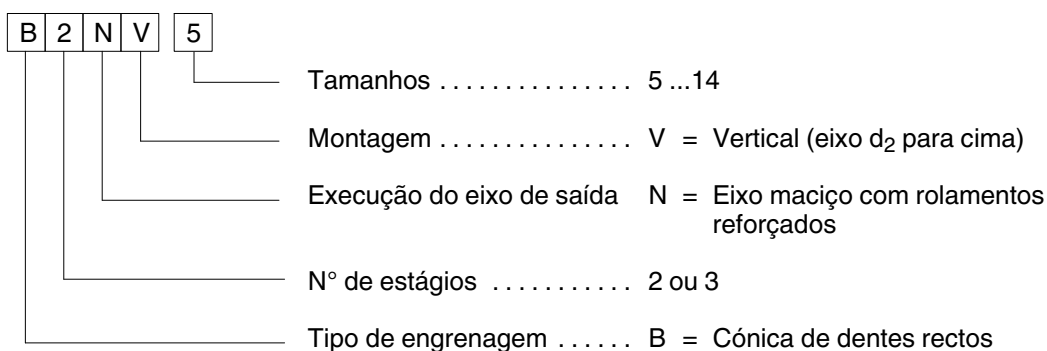 B 2 N V 5
Tamanhos . . . . . . . . . . . . . . . 5 ...14
Montagem . . . . . . . . . . . . . . . V = Vertical (eixo d₂ para cima)
Execução do eixo de saída N = Eixo maciço com rolamentos
reforçados
N° de estágios . . . . . . . . . . . 2 ou 3
Tipo de engrenagem . . . . . . B = Cónica de dentes rectos